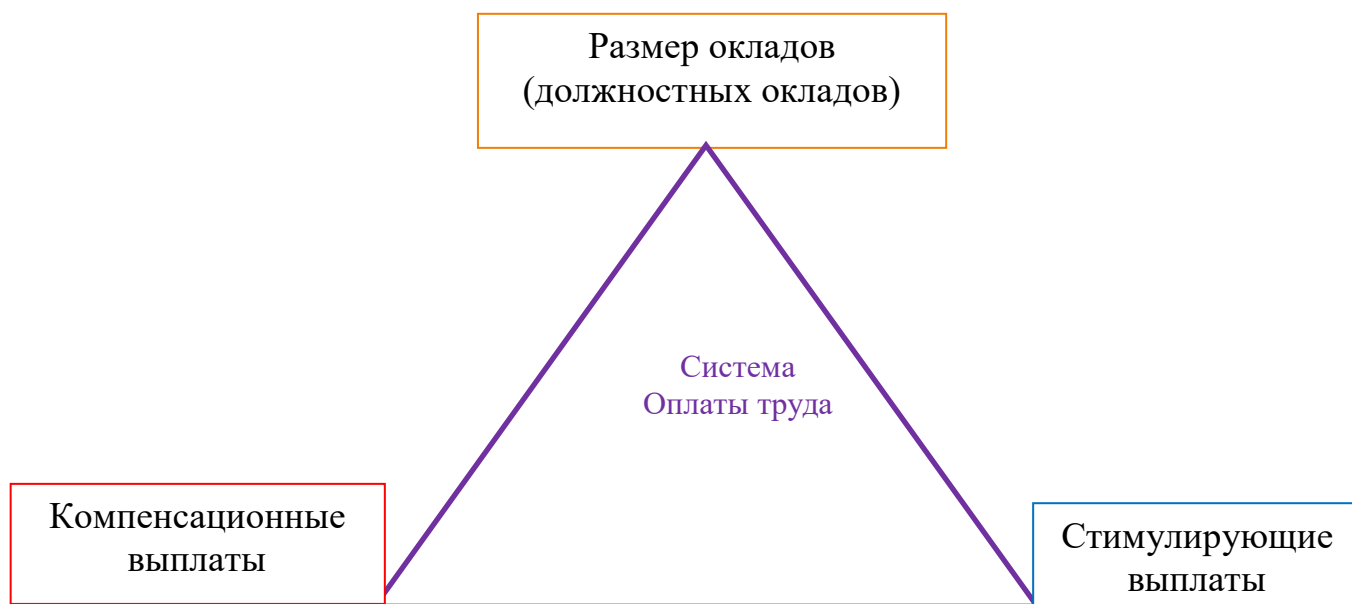 Размер окладов
(должностных окладов)
Система
Оплаты труда
Компенсационные
выплаты
Стимулирующие
выплаты